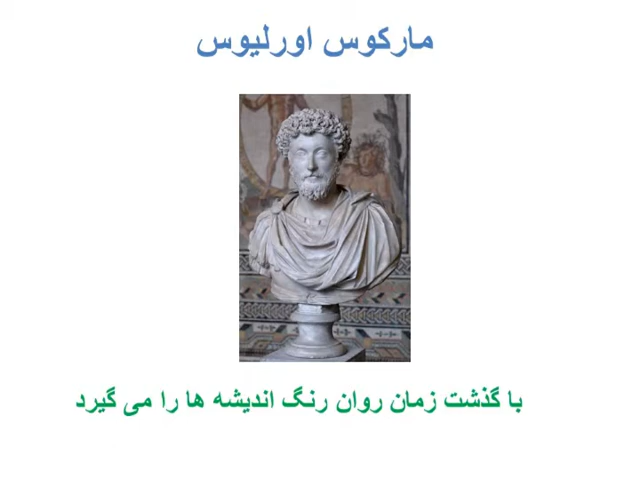 مارکوس اورلیوس
با گذشت زمان روان رنگ اندیشه ها را می گیرد